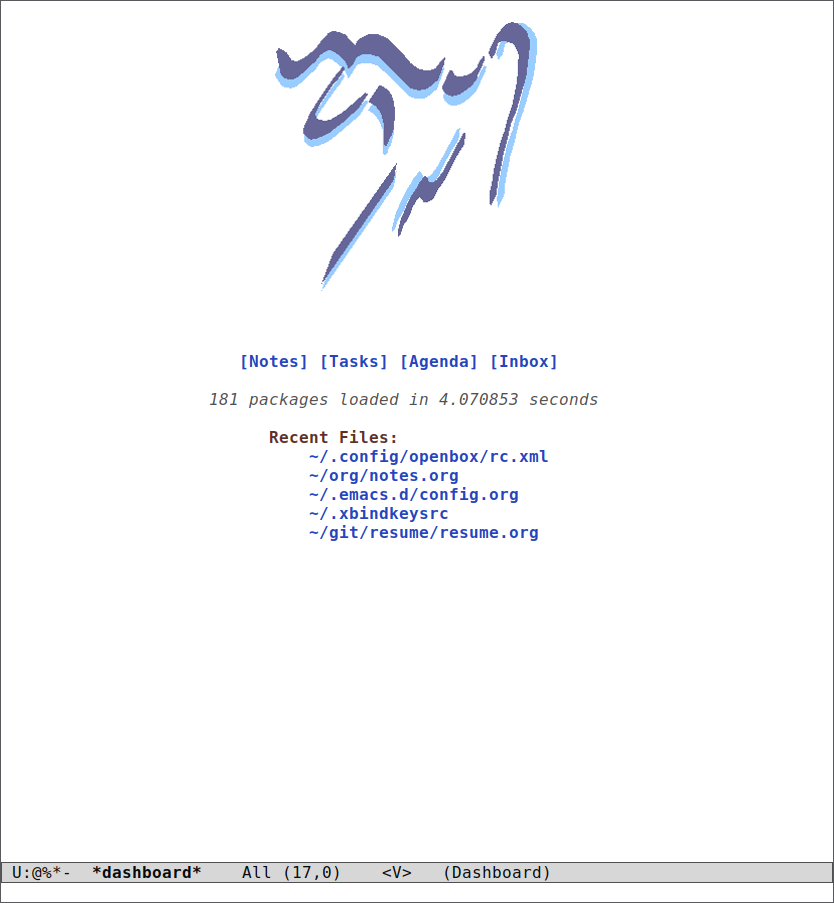 [Notes] [Tasks] [Agenda] [Inbox]
181 packages loaded in 4.070853 seconds
Recent Files:
~/.config/openbox/rc.xml
~/org/notes.org
~/.emacs.d/config.org
~/.xbindkeysrc
~/git/resume/resume.org
U:@%*-  *dashboard*    All (17,0)    <V>   (Dashboard)